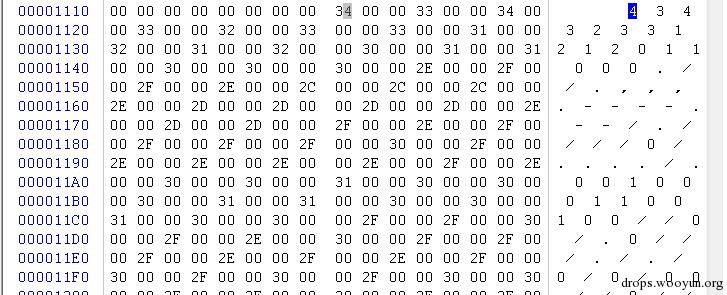 00001110 00 00 00 00 00 00 00 00 34 00 00 33 00 00 34 00 4 3 4
00001120 00 33 00 00 32 00 00 33 00 00 33 00 00 31 00 00 3 2 3 3 1
00001130 32 00 00 31 00 00 32 00 00 30 00 00 31 00 00 31 2 1 2 0 1 1
00001140 00 00 30 00 00 30 00 00 30 00 00 2E 00 00 2F 00 0 0 0 . /
00001150 00 2F 00 00 2E 00 00 2C 00 00 2C 00 00 2C 00 00 / . , , ,
00001160 2E 00 00 2D 00 00 2D 00 00 2D 00 00 2D 00 00 2E . - - - - .
00001170 00 00 2D 00 00 2D 00 00 2F 00 00 2E 00 00 2F 00 - - / . /
00001180 00 2F 00 00 2F 00 00 2F 00 00 30 00 00 2F 00 00 / / / 0 /
00001190 2E 00 00 2E 00 00 2E 00 00 2E 00 00 2F 00 00 2E . . . . / .
000011A0 00 00 30 00 00 30 00 00 31 00 00 30 00 00 30 00 0 0 1 0 0
000011B0 00 30 00 00 31 00 00 31 00 00 30 00 00 30 00 00 0 1 1 0 0
000011C0 31 00 00 30 00 00 30 00 00 2F 00 00 2F 00 00 30 1 0 0 / / 0
000011D0 00 00 2F 00 00 2E 00 00 30 00 00 2F 00 00 2F 00 / . 0 / /
000011E0 00 2F 00 00 2E 00 00 2F 00 00 2E 00 00 2F 00 00 / . / . /
000011F0 30 00 00 2F 00 00 30 00 00 2F 00 00 30 00 00 30 0 / 0 / 0 0
drops.wooyun.org